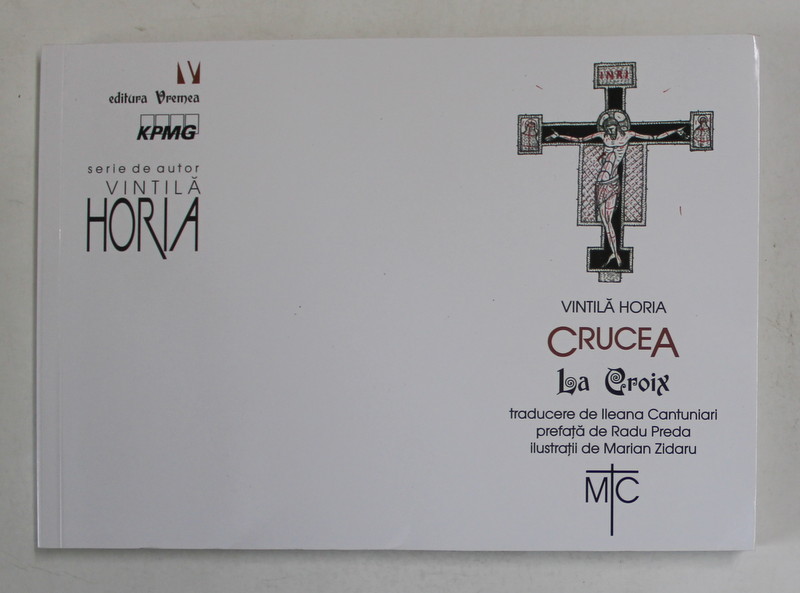 editura Vremea
KPMG
serie de autor
VINTILĂ
HORIA
INRI
VINTILĂ HORIA
CRUCEA
La Croix
traducere de Ileana Cantuniari
prefață de Radu Preda
ilustrații de Marian Zidaru
MC